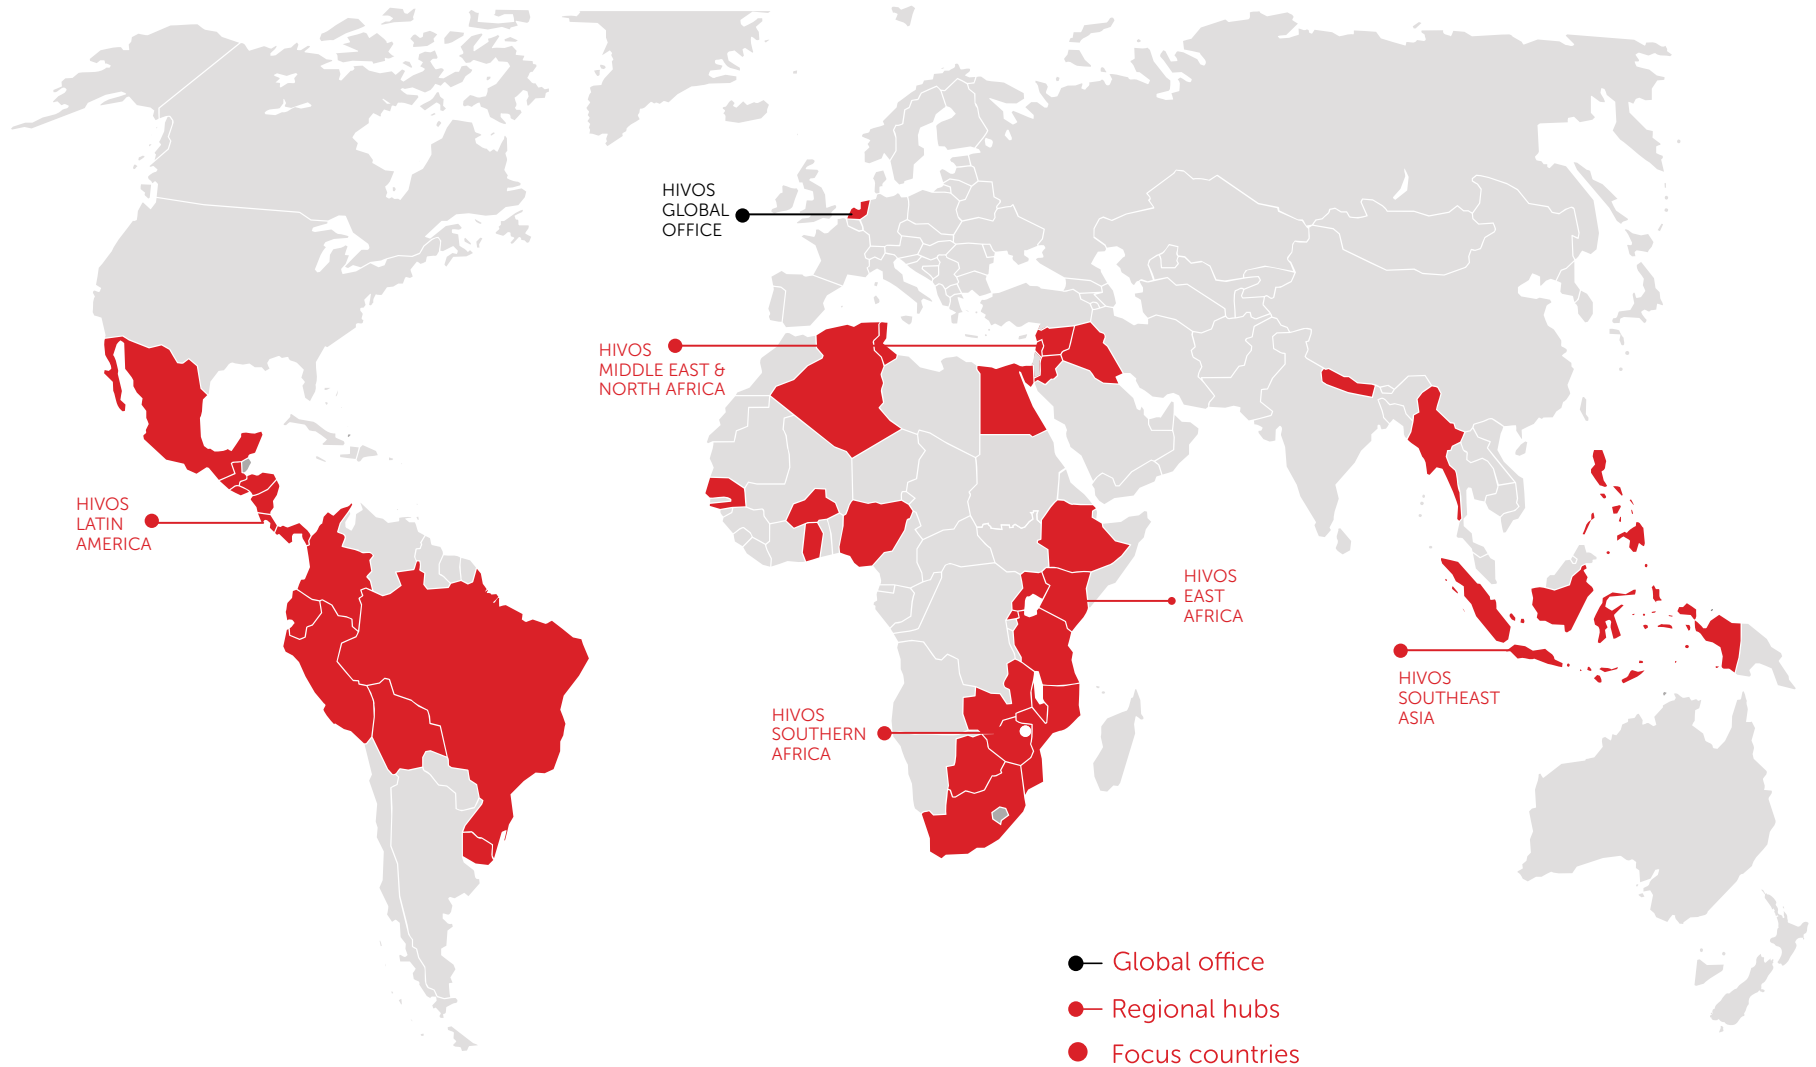 HIVOS
GLOBAL
OFFICE
HIVOS
MIDDLE EAST &
NORTH AFRICA
HIVOS
LATIN
AMERICA
HIVOS
EAST
AFRICA
HIVOS
SOUTHEAST
ASIA
HIVOS
SOUTHERN
AFRICA
Global office
Regional hubs
Focus countries